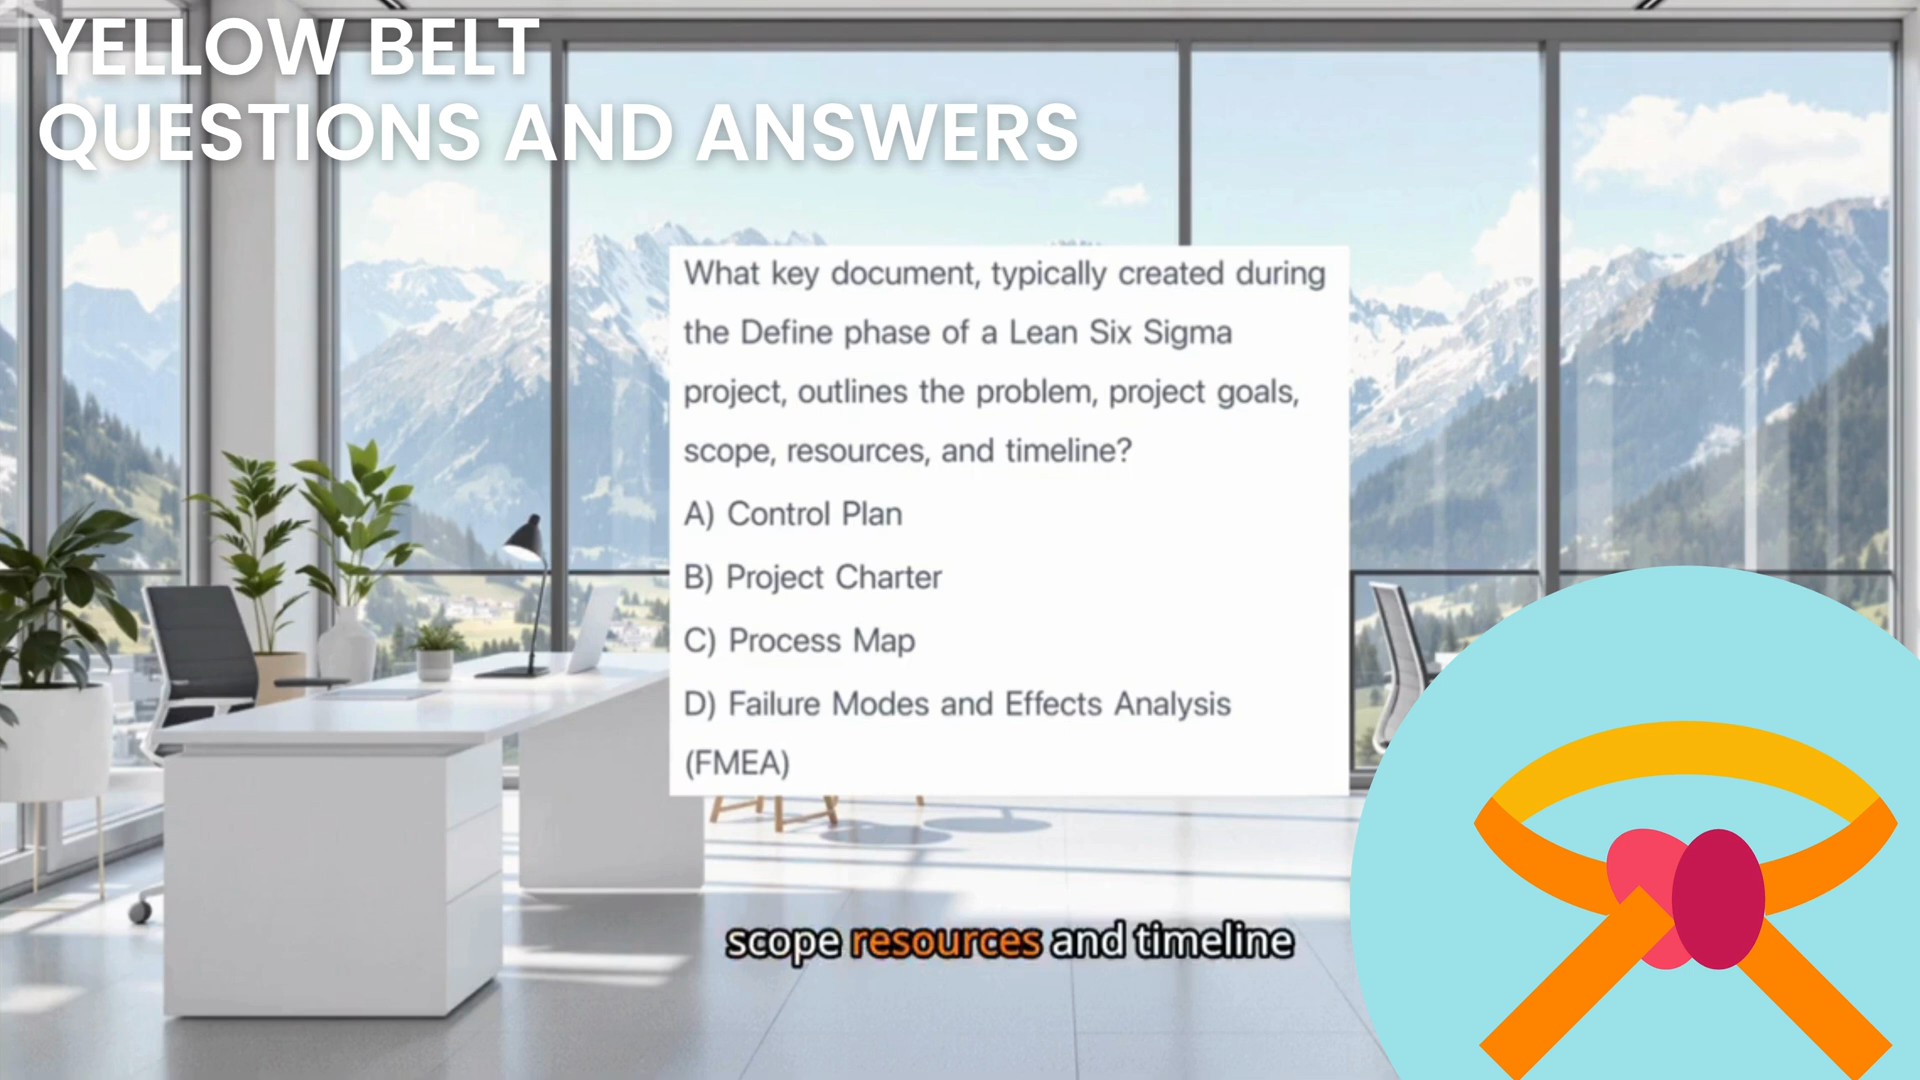 YELLOW BELT
QUESTIONS AND ANSWERS
What key document, typically created during
the Define phase of a Lean Six Sigma
project, outlines the problem, project goals,
scope, resources, and timeline?
A) Control Plan
B) Project Charter
C) Process Map
D) Failure Modes and Effects Analysis
(FMEA)
scope resources and timeline